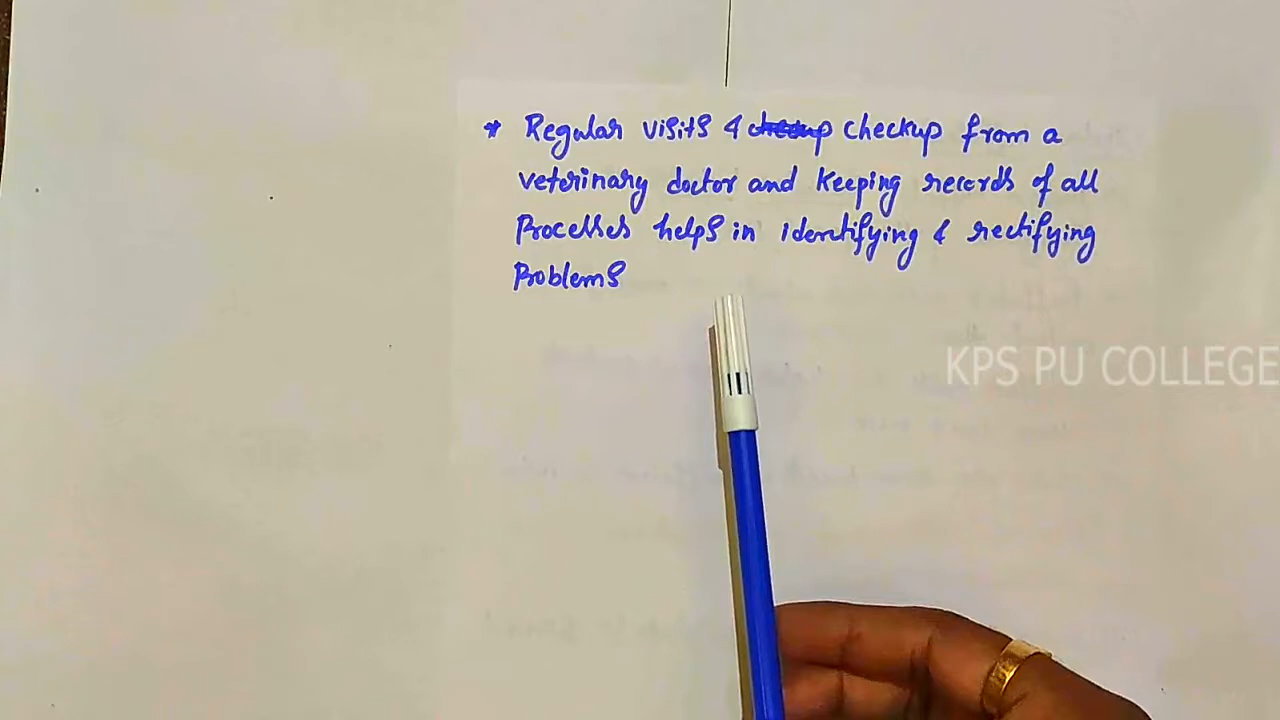 * Regular visits & checkup from a
veterinary doctor and keeping records of all
Processes helps in identifying & rectifying
Problems
KPS PU COLLEGE